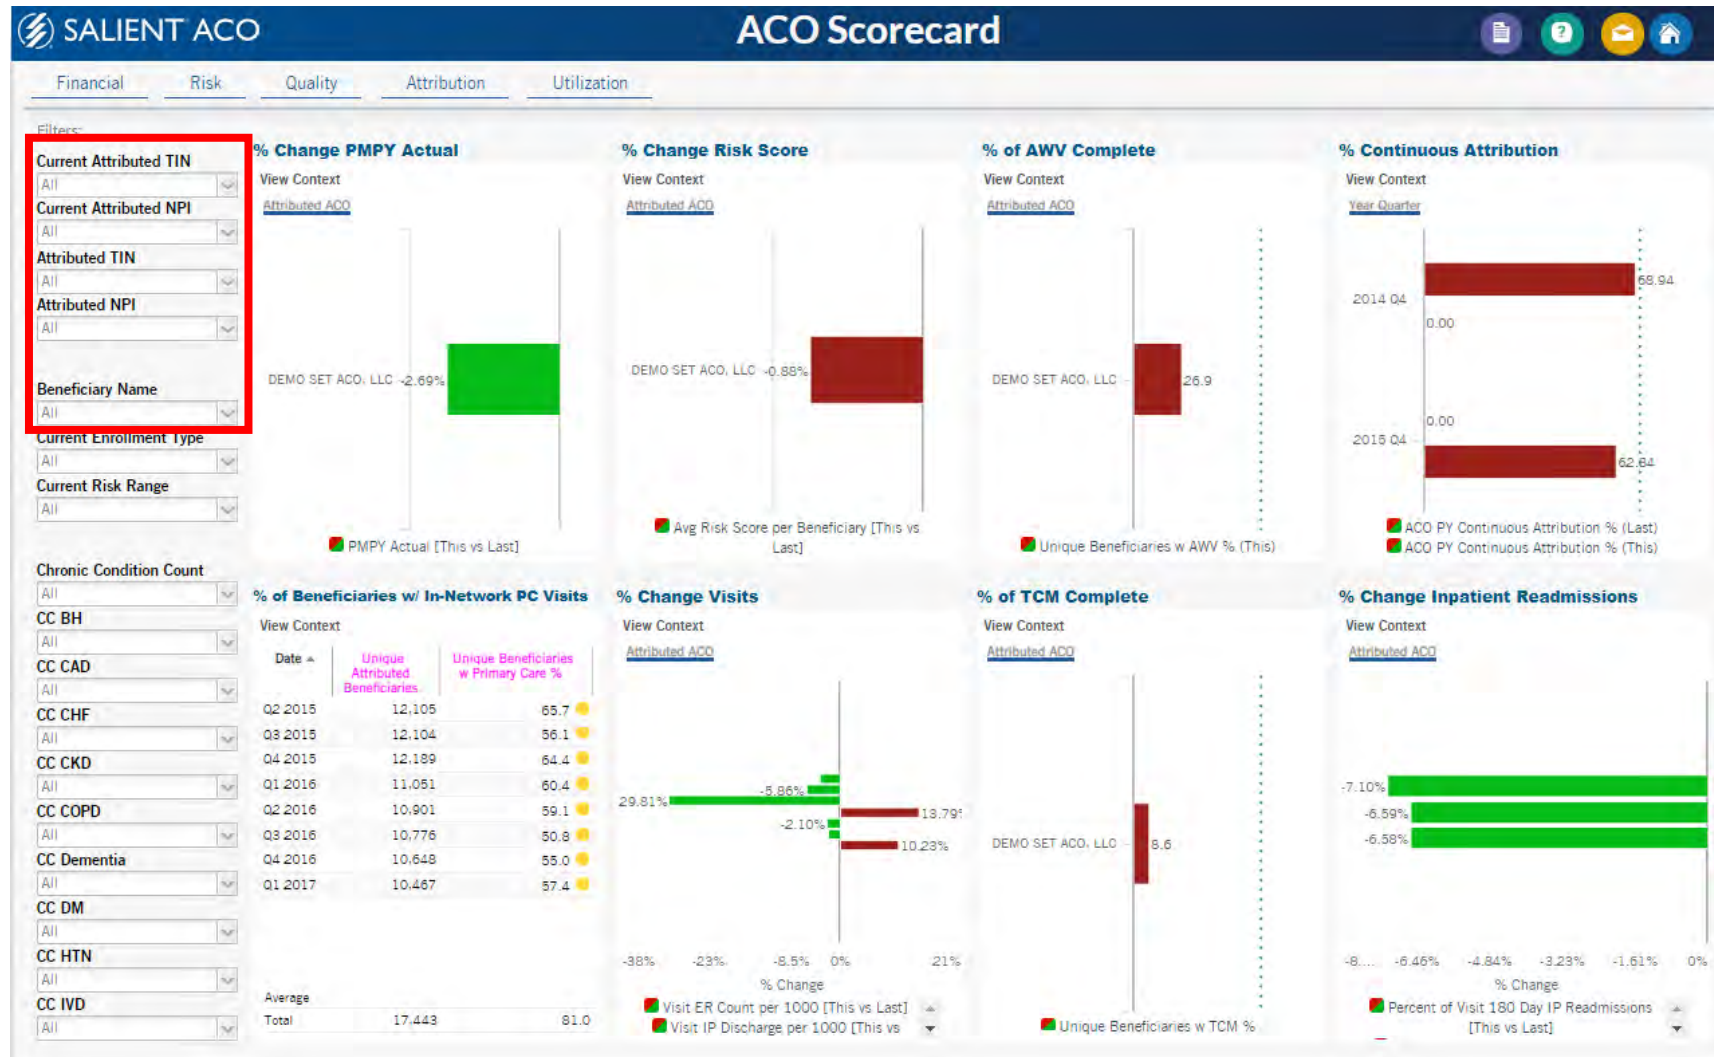 SALIENT ACO
ACO Scorecard
Financial
Risk
Quality
Attribution
Utilization
Filters:
Current Attributed TIN
All
Current Attributed NPI
All
Attributed TIN
All
Attributed NPI
All
Beneficiary Name
All
Current Enrollment Type
All
Current Risk Range
All
Chronic Condition Count
All
CC BH
All
CC CAD
All
CC CHF
All
CC CKD
All
CC COPD
All
CC Dementia
All
CC DM
All
CC HTN
All
CC IVD
All
% Change PMPY Actual
View Context
Attributed ACO
DEMO SET ACO, LLC -2.69%
PMPY Actual [This vs Last]
% Change Risk Score
View Context
Attributed ACO
DEMO SET ACO, LLC -0.88%
Avg Risk Score per Beneficiary [This vs
Last]
% of AWV Complete
View Context
Attributed ACO
DEMO SET ACO, LLC
26.9
Unique Beneficiaries w AWV % (This)
% Continuous Attribution
View Context
Year Quarter
68.94
2014 Q4
0.00
0.00
2015 Q4
ACO PY Continuous Attribution % (Last)
ACO PY Continuous Attribution % (This)
% of Beneficiaries w/ In-Network PC Visits
View Context
Date
Unique
Attributed
Beneficiaries
Unique Beneficiaries
w Primary Care %
Q2 2015 12,105 65.7
Q3 2015 12,104 56.1
Q4 2015 12,189 64.4
Q1 2016 11,051 60.4
Q2 2016 10,901 59.1
Q3 2016 10,776 50.8
Q4 2016 10,648 55.0
Q1 2017 10,467 57.4
Average
Total 17,443 81.0
% Change Visits
View Context
Attributed ACO
-5.86%
29.81%
13.79
-2.10%
10.23%
-38% -23% -8.5% 0% 21%
% Change
Visit ER Count per 1000 [This vs Last]
Visit IP Discharge per 1000 [This vs
% of TCM Complete
View Context
Attributed ACO
DEMO SET ACO, LLC
8.6
Unique Beneficiaries w TCM %
% Change Inpatient Readmissions
View Context
Attributed ACO
-7.10%
-6.59%
-6.58%
-8.... -6.46% -4.84% -3.23% -1.61% 0%
% Change
Percent of Visit 180 Day IP Readmissions
[This vs Last]